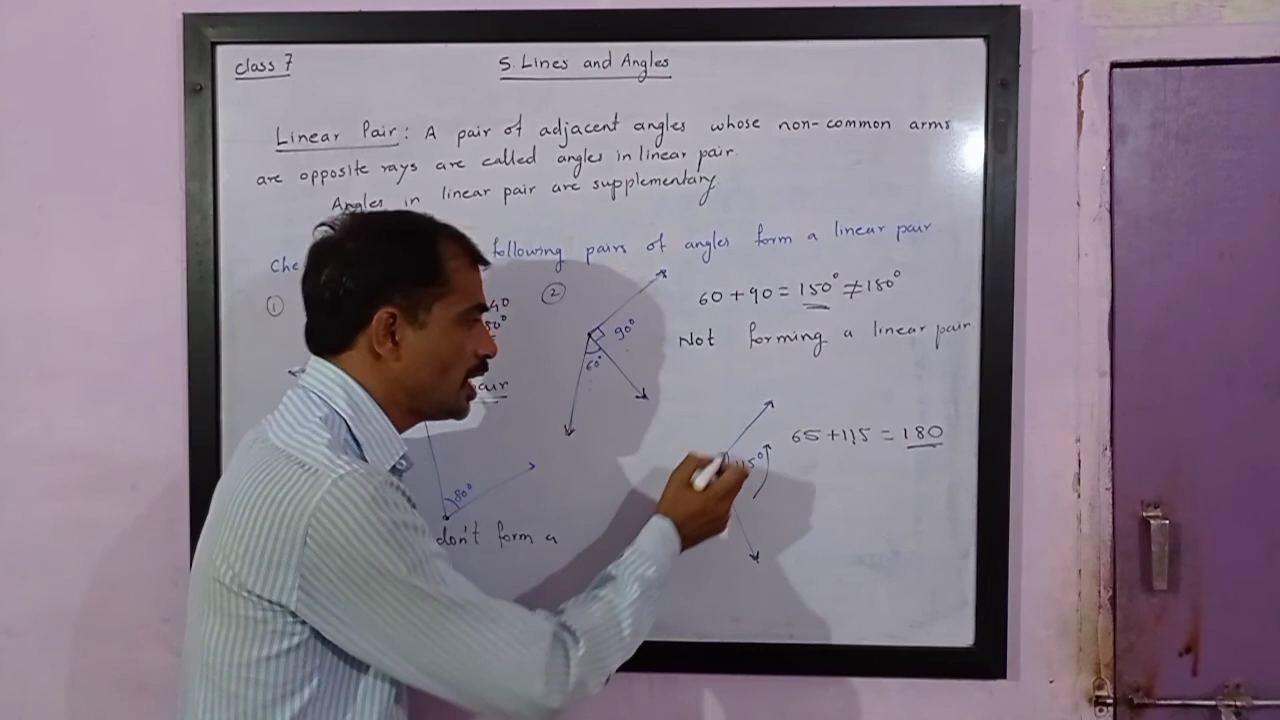 class 7
5. Lines and Angles
Linear Pair: A pair of adjacent angles whose non-common arms
are opposite rays are called angles in linear pair.
Angles in linear pair are supplementary.
following pairs of angles form a linear pair
①
②
90°
60°
60+90=150°≠180°
Not forming a linear pair
80°
don't form a
115°
65+115=180